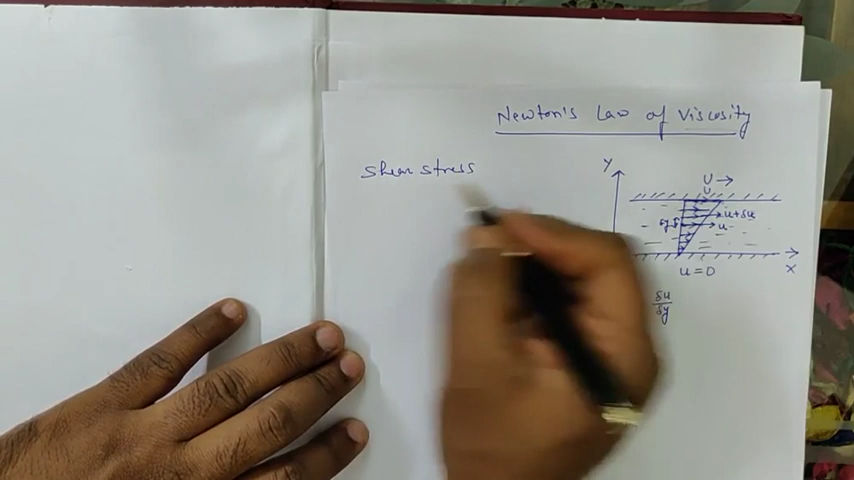 Newton's Law of Viscosity
Shear stress
Y
U →
U
u+δu
δy
u
X
u=0
δu
δy